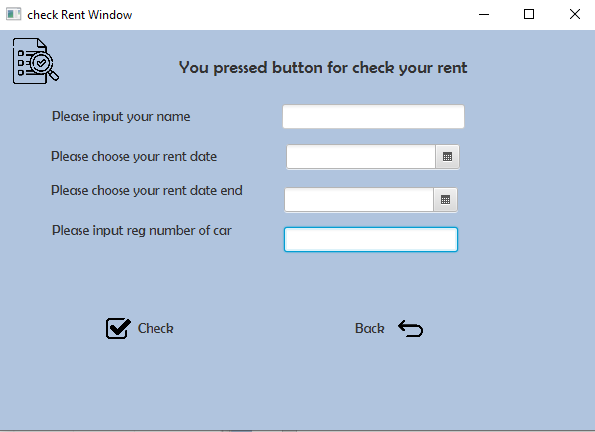 check Rent Window
You pressed button for check your rent
Please input your name
Please choose your rent date
Please choose your rent date end
Please input reg number of car
Check
Back